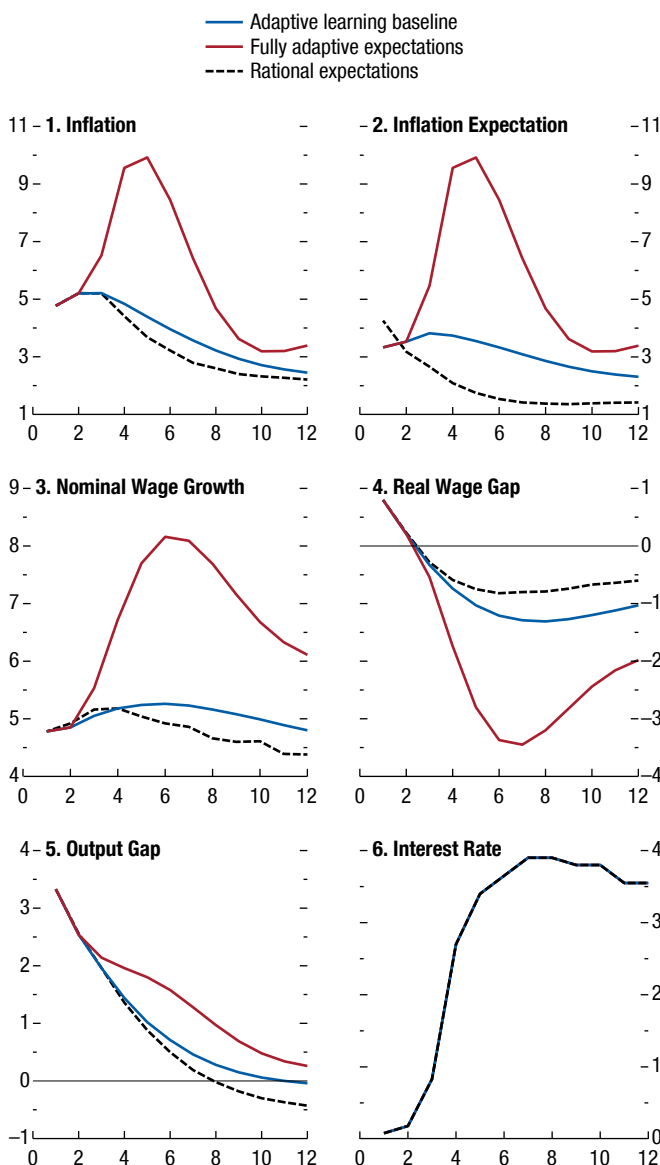 Adaptive learning baseline
Fully adaptive expectations
Rational expectations
1. Inflation
11
9
7
5
3
1
0 2 4 6 8 10 12
2. Inflation Expectation
11
9
7
5
3
1
0 2 4 6 8 10 12
3. Nominal Wage Growth
9
8
7
6
5
4
0 2 4 6 8 10 12
4. Real Wage Gap
1
0
–1
–2
–3
–4
0 2 4 6 8 10 12
5. Output Gap
4
3
2
1
0
–1
0 2 4 6 8 10 12
6. Interest Rate
4
3
2
1
0
0 2 4 6 8 10 12